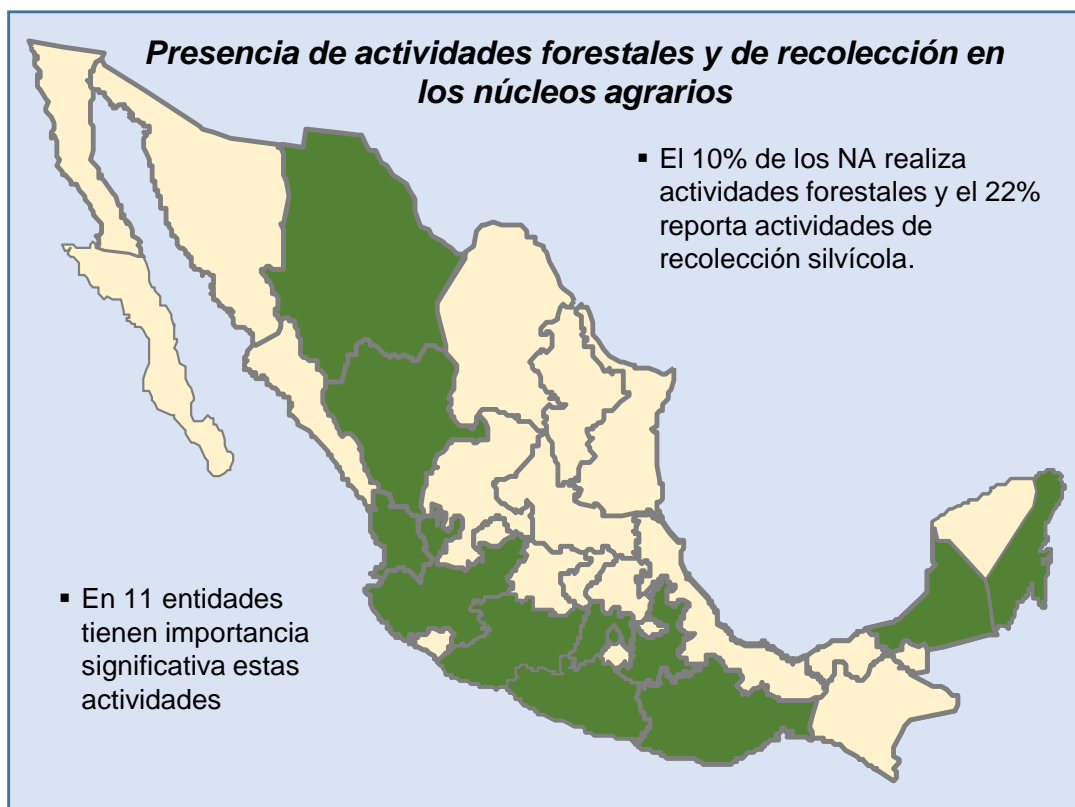 Presencia de actividades forestales y de recolección en
los núcleos agrarios
▪ El 10% de los NA realiza
actividades forestales y el 22%
reporta actividades de
recolección silvícola.
▪ En 11 entidades
tienen importancia
significativa estas
actividades